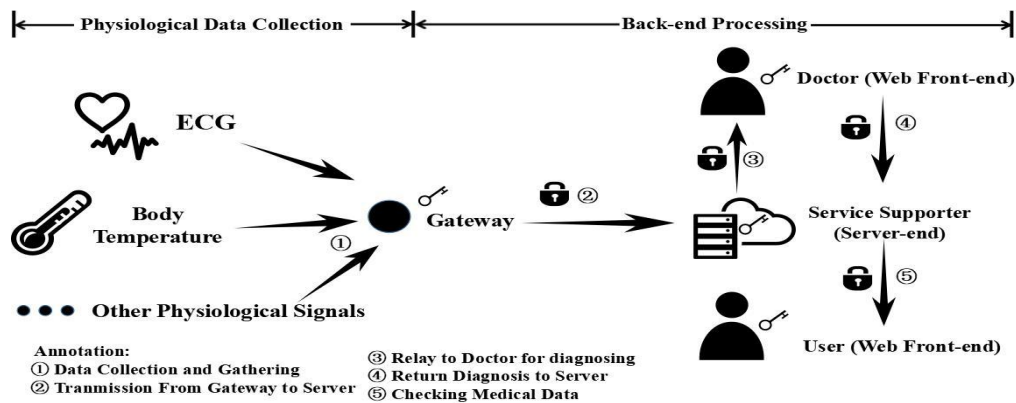 Physiological Data Collection
Back-end Processing
ECG
Doctor (Web Front-end)
④
③
②
Body
Temperature
①
Gateway
Service Supporter
(Server-end)
⑤
Other Physiological Signals
User (Web Front-end)
Annotation:
① Data Collection and Gathering
② Tranmission From Gateway to Server
③ Relay to Doctor for diagnosing
④ Return Diagnosis to Server
⑤ Checking Medical Data